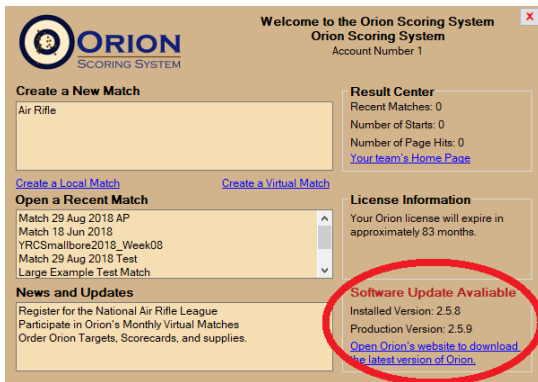 ORION
SCORING SYSTEM
Welcome to the Orion Scoring System
Orion Scoring System
Account Number 1
X
Create a New Match
Air Rifle
Create a Local Match
Create a Virtual Match
Open a Recent Match
Match 29 Aug 2018 AP
Match 18 Jun 2018
YRCSmallbore2018_Week08
Match 29 Aug 2018 Test
Large Example Test Match
News and Updates
Register for the National Air Rifle League
Participate in Orion's Monthly Virtual Matches
Order Orion Targets, Scorecards, and supplies.
Result Center
Recent Matches: 0
Number of Starts: 0
Number of Page Hits: 0
Your team's Home Page
License Information
Your Orion license will expire in
approximately 83 months.
Software Update Avaliable
Installed Version: 2.5.8
Production Version: 2.5.9
Open Orion's website to download
the latest version of Orion.